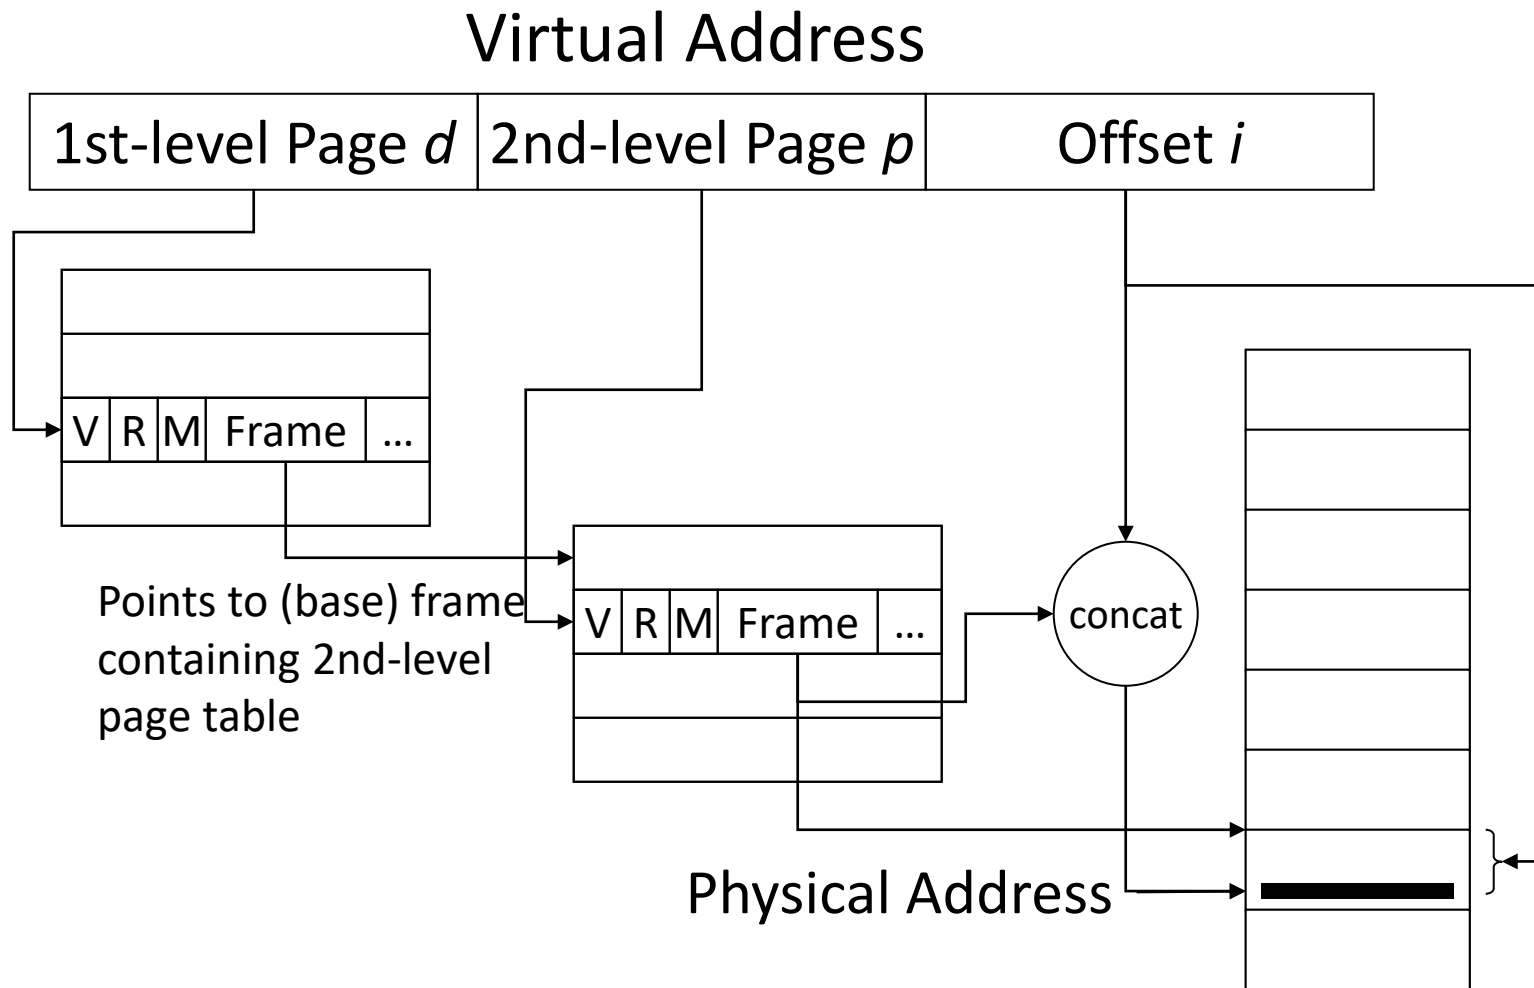 Virtual Address
1st-level Page d 2nd-level Page p Offset i
V R M Frame ...
Points to (base) frame
containing 2nd-level
page table
V R M Frame ...
concat
Physical Address